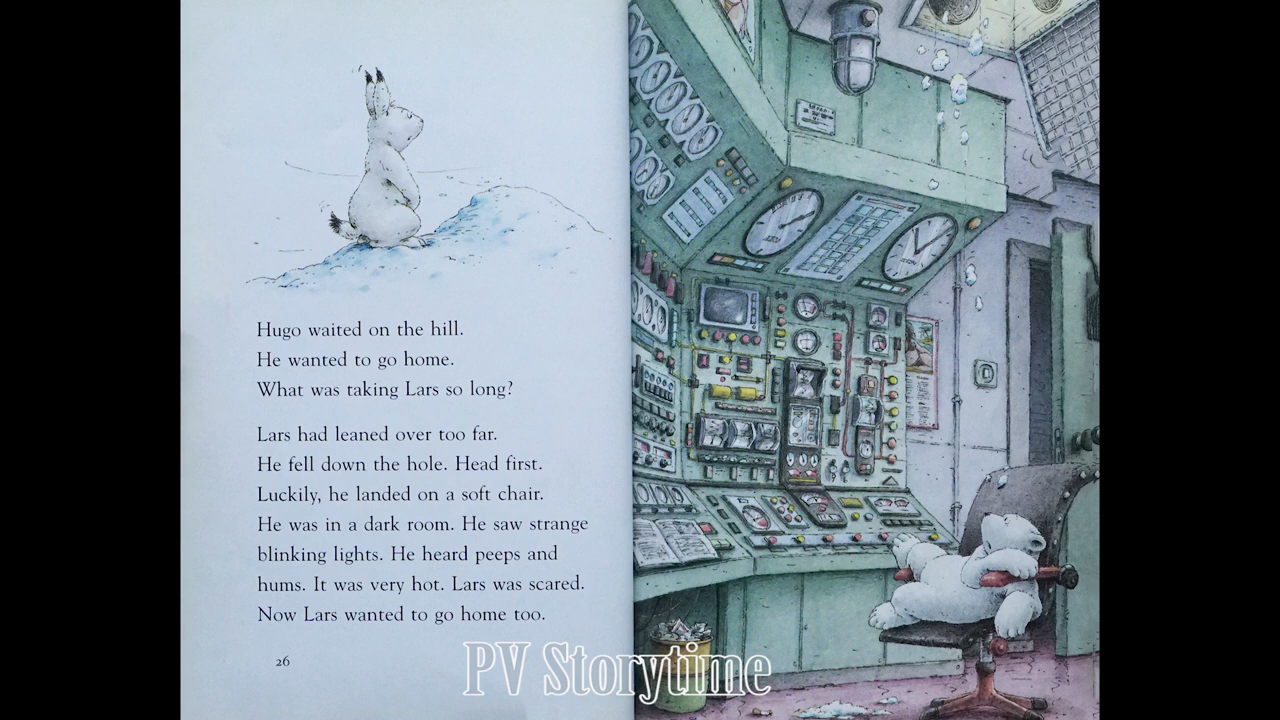 Hugo waited on the hill.
He wanted to go home.
What was taking Lars so long?
Lars had leaned over too far.
He fell down the hole. Head first.
Luckily, he landed on a soft chair.
He was in a dark room. He saw strange
blinking lights. He heard peeps and
hums. It was very hot. Lars was scared.
Now Lars wanted to go home too.
26
PV Storytime